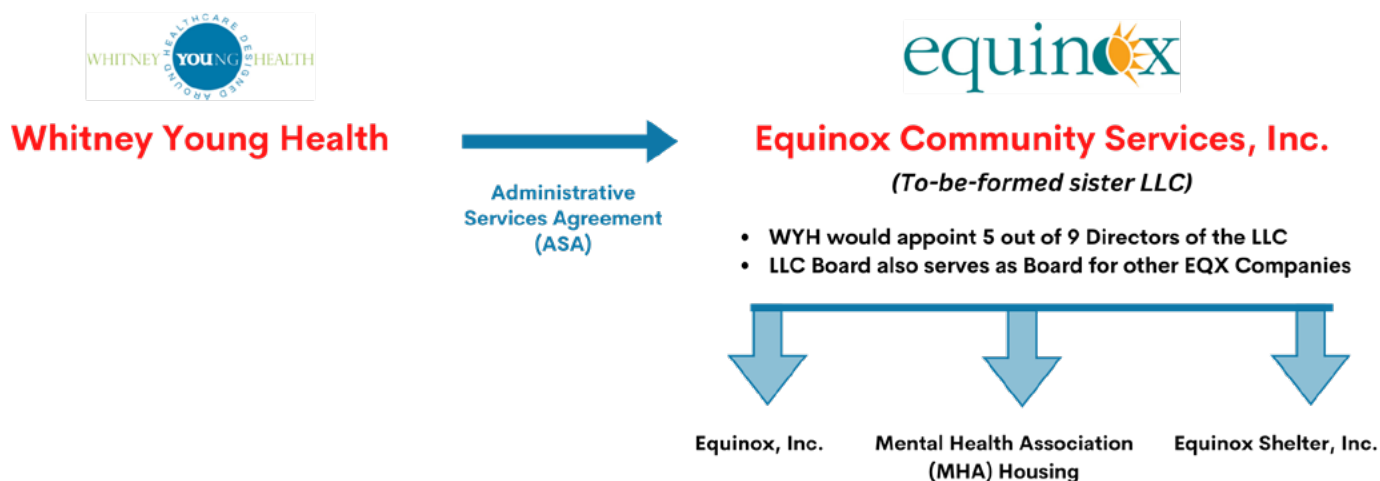 WHITNEY YOUNG HEALTH
HEALTHCARE DESIGNED AROUND
equinox
Whitney Young Health
Equinox Community Services, Inc.
(To-be-formed sister LLC)
Administrative
Services Agreement
(ASA)
• WYH would appoint 5 out of 9 Directors of the LLC
• LLC Board also serves as Board for other EQX Companies
Equinox, Inc.
Mental Health Association
(MHA) Housing
Equinox Shelter, Inc.